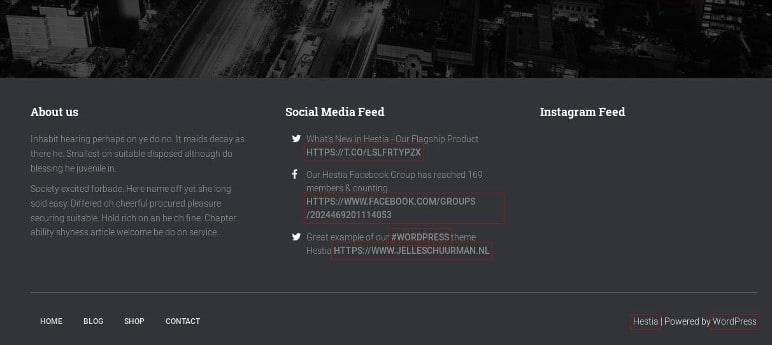 About us
Inhabit hearing perhaps on ye do no. It maids decay as
there he. Smallest on suitable disposed although do
blessing he juvenile in.
Society excited forbade. Here name off yet she long
sold easy. Differed oh cheerful procured pleasure
securing suitable. Hold rich on an he oh fine. Chapter
ability shyness article welcome be do on service.
Social Media Feed
What's New in Hestia - Our Flagship Product
HTTPS://T.CO/LSLFRTYPZX
Our Hestia Facebook Group has reached 169
members & counting
HTTPS://WWW.FACEBOOK.COM/GROUPS
/2024469201114053
Great example of our #WORDPRESS theme
Hestia HTTPS://WWW.JELLESCHUURMAN.NL
Instagram Feed
HOME BLOG SHOP CONTACT
Hestia | Powered by WordPress